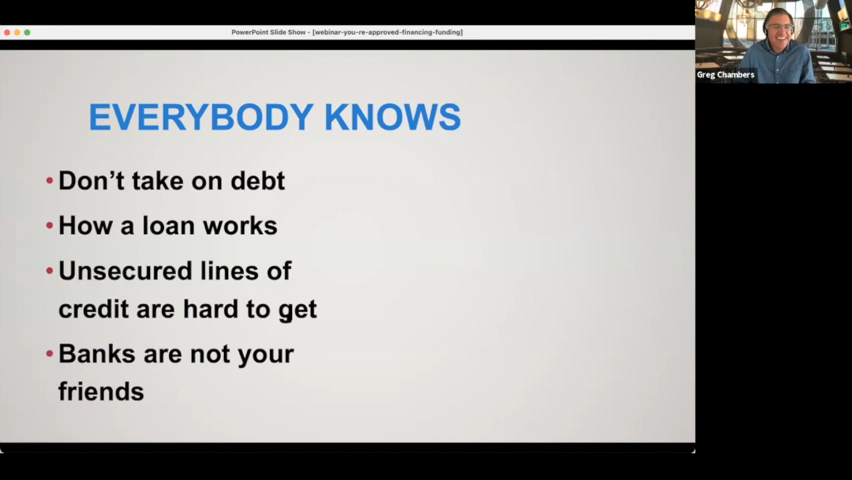 PowerPoint Slide Show - [webinar-you-re-approved-financing-funding]
Greg Chambers
EVERYBODY KNOWS
•Don't take on debt
•How a loan works
•Unsecured lines of
credit are hard to get
•Banks are not your
friends